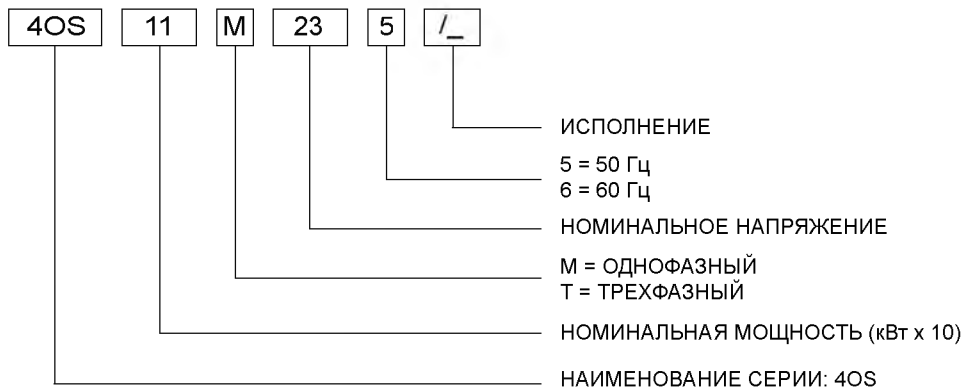 4OS 11 M 23 5 /_
ИСПОЛНЕНИЕ
5 = 50 Гц
6 = 60 Гц
НОМИНАЛЬНОЕ НАПРЯЖЕНИЕ
М = ОДНОФАЗНЫЙ
Т = ТРЕХФАЗНЫЙ
НОМИНАЛЬНАЯ МОЩНОСТЬ (кВт x 10)
НАИМЕНОВАНИЕ СЕРИИ: 4OS